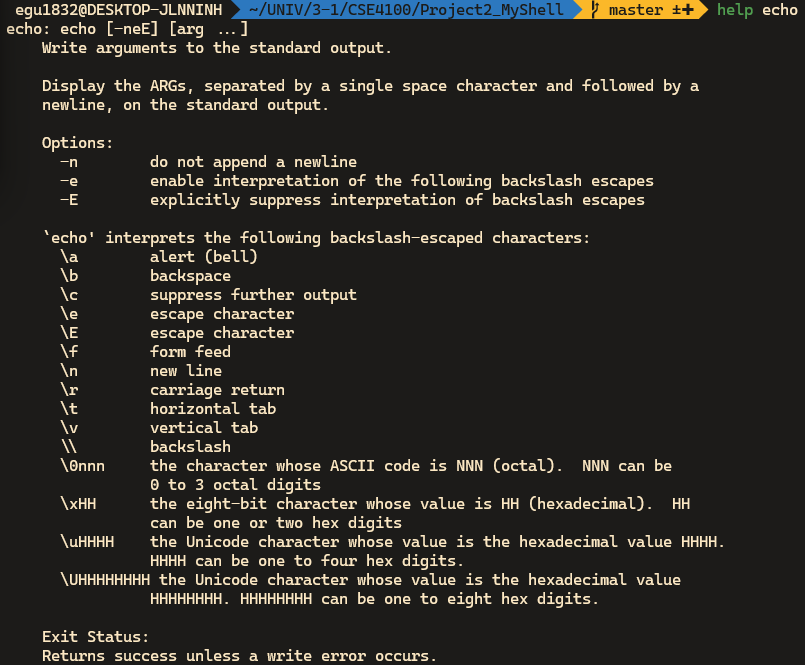 egu1832@DESKTOP-JLNNINH ~/UNIV/3-1/CSE4100/Project2_MyShell master ±✚ help echo
echo: echo [-neE] [arg ...]
    Write arguments to the standard output.

    Display the ARGs, separated by a single space character and followed by a
    newline, on the standard output.

    Options:
      -n        do not append a newline
      -e        enable interpretation of the following backslash escapes
      -E        explicitly suppress interpretation of backslash escapes

    `echo' interprets the following backslash-escaped characters:
      \a        alert (bell)
      \b        backspace
      \c        suppress further output
      \e        escape character
      \E        escape character
      \f        form feed
      \n        new line
      \r        carriage return
      \t        horizontal tab
      \v        vertical tab
      \\        backslash
      \0nnn     the character whose ASCII code is NNN (octal).  NNN can be
                0 to 3 octal digits
      \xHH      the eight-bit character whose value is HH (hexadecimal).  HH
                can be one or two hex digits
      \uHHHH    the Unicode character whose value is the hexadecimal value HHHH.
                HHHH can be one to four hex digits.
      \UHHHHHHHH the Unicode character whose value is the hexadecimal value
                HHHHHHHH. HHHHHHHH can be one to eight hex digits.

    Exit Status:
    Returns success unless a write error occurs.